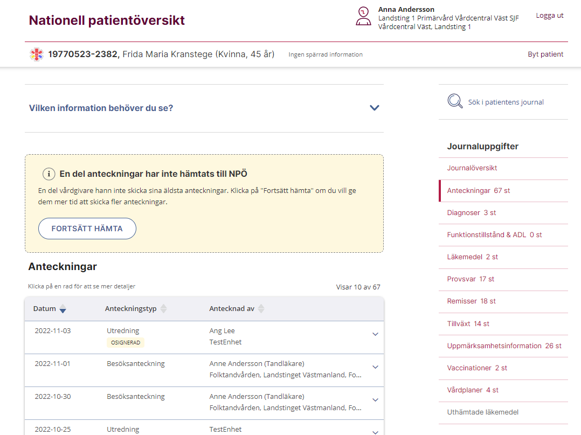 Nationell patientöversikt
Anna Andersson
Landsting 1 Primärvård Vårdcentral Väst SJF
Vårdcentral Väst, Landsting 1
Logga ut
19770523-2382, Frida Maria Kranstege (Kvinna, 45 år)
Ingen spärrad information
Byt patient
Vilken information behöver du se?
Sök i patientens journal
En del anteckningar har inte hämtats till NPÖ
En del vårdgivare hann inte skicka sina äldsta anteckningar. Klicka på "Fortsätt hämta" om du vill ge
dem mer tid att skicka fler anteckningar.
FORTSÄTT HÄMTA
Anteckningar
Klicka på en rad för att se mer detaljer
Visar 10 av 67
Datum Anteckningstyp Antecknad av
2022-11-03 Utredning Ang Lee
OSIGNERAD TestEnhet
2022-11-01 Besöksanteckning Anne Andersson (Tandläkare)
Folktandvården, Landstinget Västmanland, Fo...
2022-10-30 Besöksanteckning Anne Andersson (Tandläkare)
Folktandvården, Landstinget Västmanland, Fo...
2022-10-25 Utredning TestEnhet
Journaluppgifter
Journalöversikt
Anteckningar 67 st
Diagnoser 3 st
Funktionstillstånd & ADL 0 st
Läkemedel 2 st
Provsvar 17 st
Remisser 18 st
Tillväxt 14 st
Uppmärksamhetsinformation 26 st
Vaccinationer 2 st
Vårdplaner 4 st
Uthämtade läkemedel